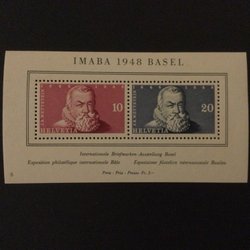 IMABA 1948 BASEL
10 20
HELVETIA HELVETIA
Internationale Briefmarken-Ausstellung Basel
Exposition philatélique internationale Bâle Esposizione filatelica internazionale Basilea
Preis - Prix - Prezzo Fr. 3.-